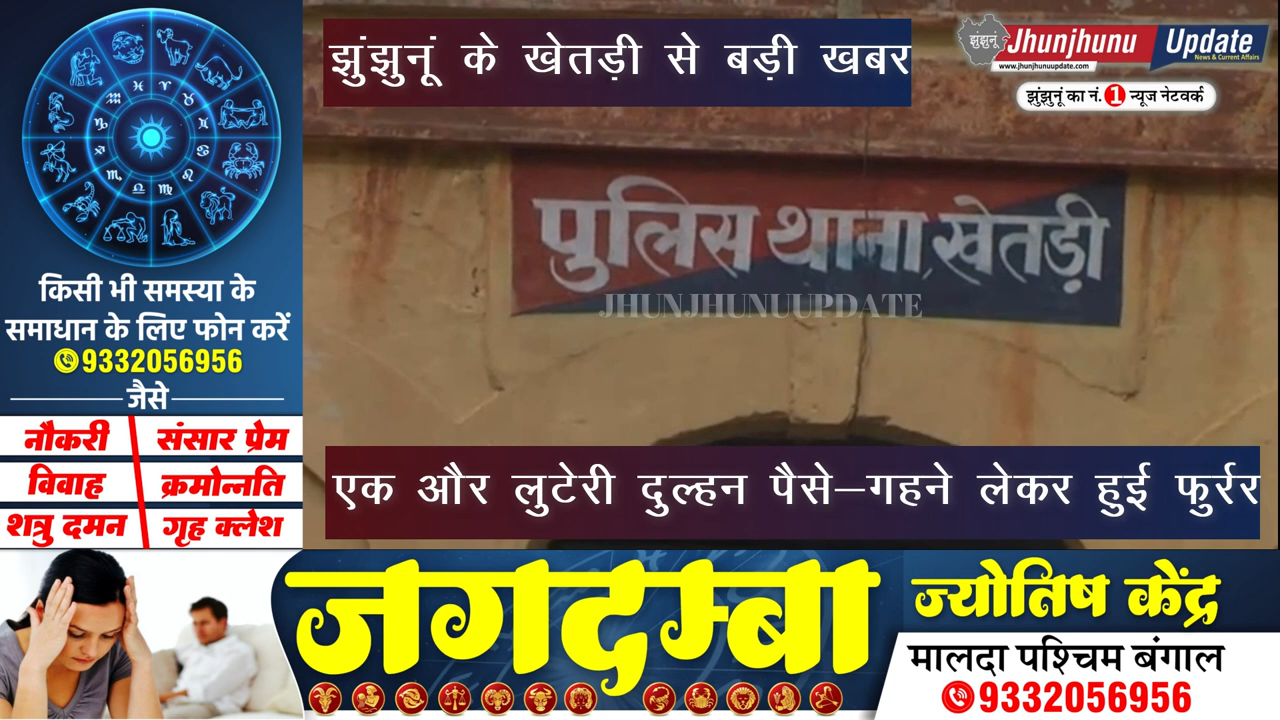 झुंझुनूं के खेतड़ी से बड़ी खबर
झुंझुनूं
Jhunjhunu Update
www.jhunjhunuupdate.com
News & Current Affairs
झुंझुनूं का नं. 1 न्यूज नेटवर्क
पुलिस थाना खेतड़ी
JHUNJHUNUUPDATE
किसी भी समस्या के
समाधान के लिए फोन करें
9332056956
जैसे
नौकरी संसार प्रेम
विवाह क्रमोन्नति
शत्रु दमन गृह क्लेश
एक और लुटेरी दुल्हन पैसे-गहने लेकर हुई फुर्रर
जगदम्बा
ज्योतिष केंद्र
मालदा पश्चिम बंगाल
9332056956